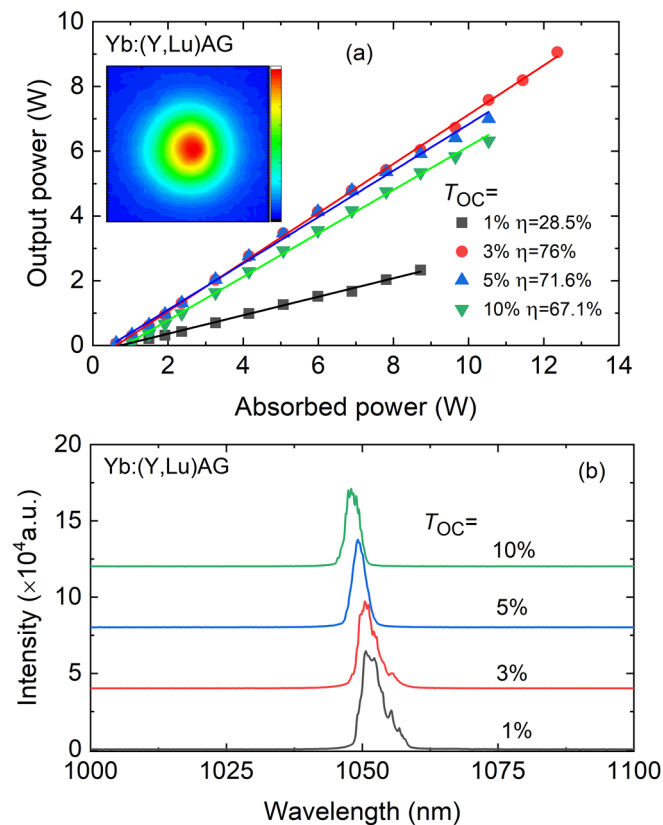 Yb:(Y,Lu)AG
(a)
Output power (W)
10
8
6
4
2
0
T_OC=
1% η=28.5%
3% η=76%
5% η=71.6%
10% η=67.1%
0 2 4 6 8 10 12 14
Absorbed power (W)
Yb:(Y,Lu)AG
(b)
Intensity (×10⁴a.u.)
20
15
10
5
0
T_OC=
10%
5%
3%
1%
1000 1025 1050 1075 1100
Wavelength (nm)